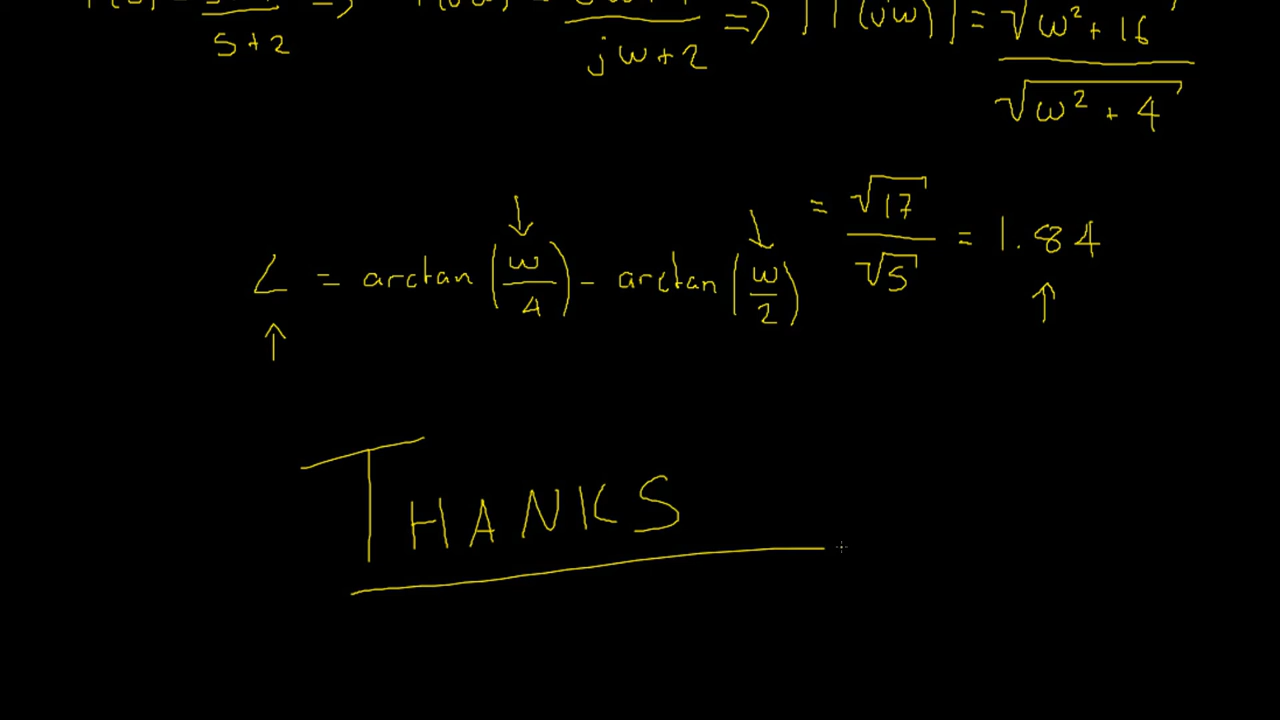 s+2 => jω+2 => |T(jω)| = √(ω²+16) / √(ω²+4)
∠ = arctan(ω/4) - arctan(ω/2) = √17/√5 = 1.84
THANKS